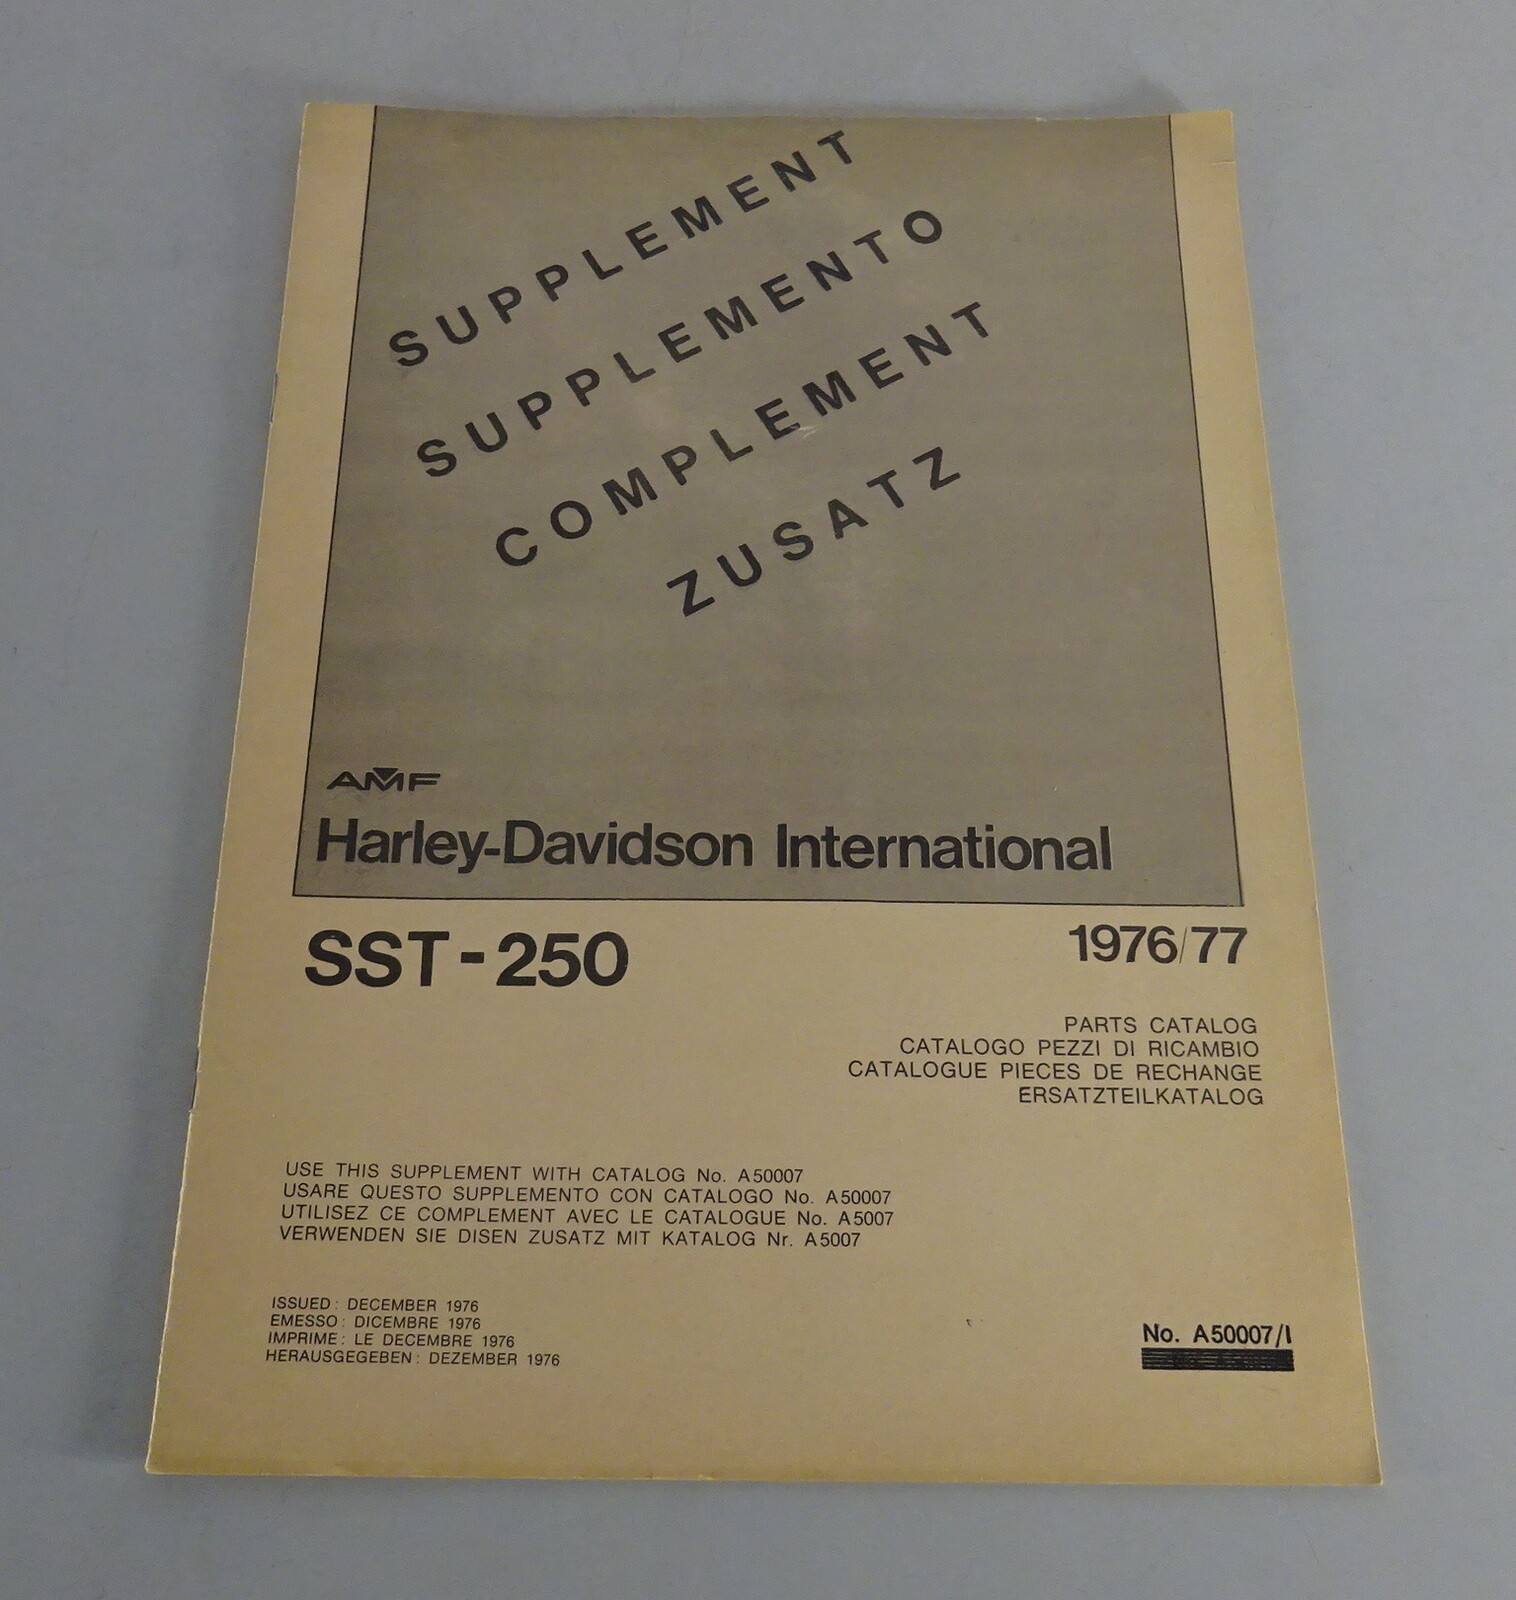 SUPPLEMENT
SUPPLEMENTO
COMPLEMENT
ZUSATZ
AMF
Harley-Davidson International
SST-250
1976/77
PARTS CATALOG
CATALOGO PEZZI DI RICAMBIO
CATALOGUE PIECES DE RECHANGE
ERSATZTEILKATALOG
USE THIS SUPPLEMENT WITH CATALOG No. A50007
USARE QUESTO SUPPLEMENTO CON CATALOGO No. A50007
UTILISEZ CE COMPLEMENT AVEC LE CATALOGUE No. A5007
VERWENDEN SIE DISEN ZUSATZ MIT KATALOG Nr. A5007
ISSUED: DECEMBER 1976
EMESSO: DICEMBRE 1976
IMPRIME: LE DECEMBRE 1976
HERAUSGEGEBEN: DEZEMBER 1976
No. A50007/I